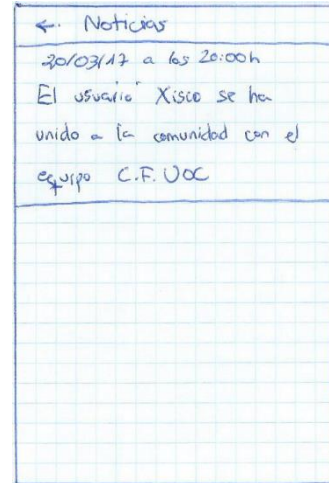 ← Noticias
20/03/17 a las 20:00h
El usuario Xisco se ha
unido a la comunidad con el
equipo C.F. UOC